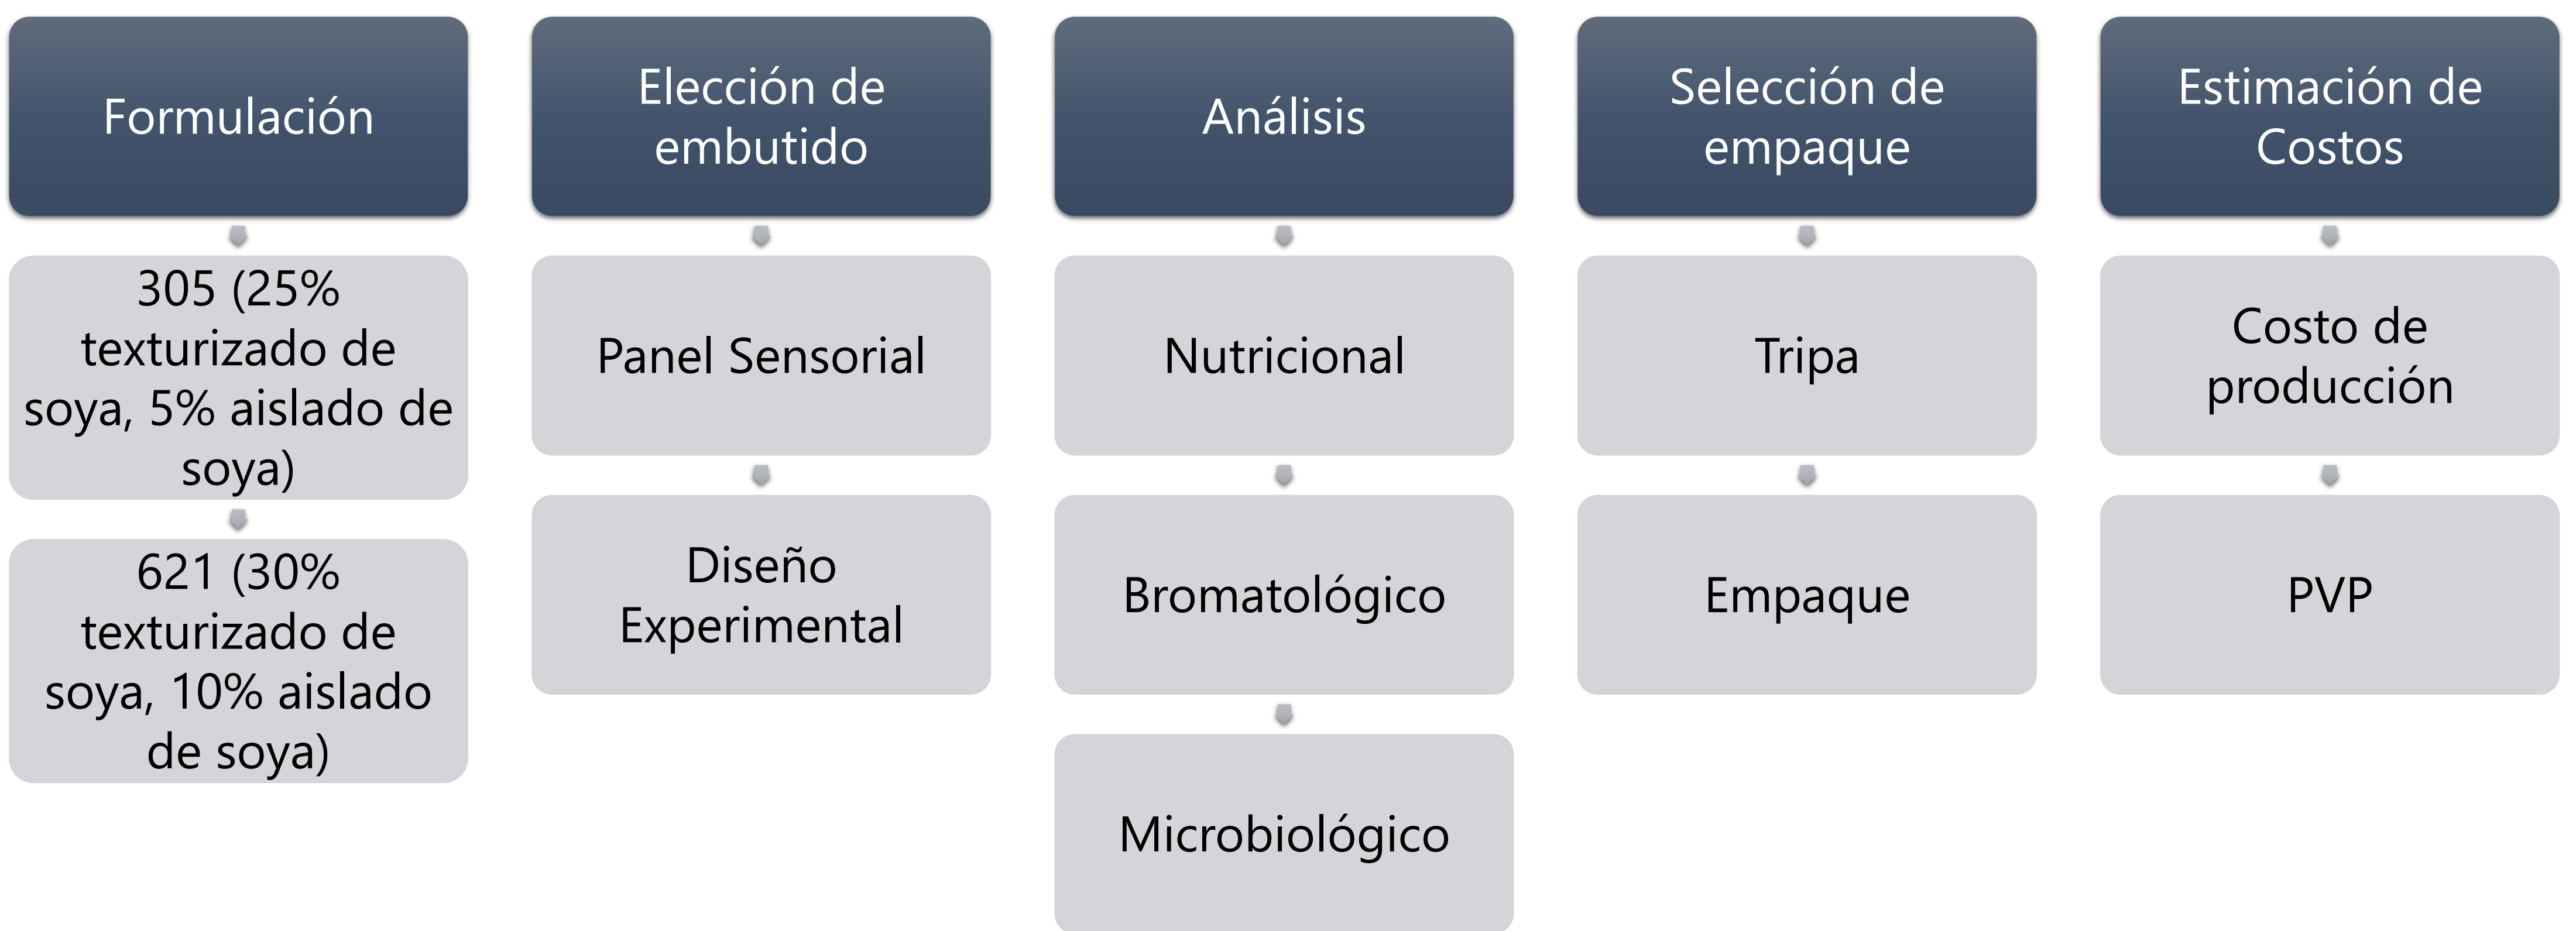 Formulación
305 (25%
texturizado de
soya, 5% aislado de
soya)
621 (30%
texturizado de
soya, 10% aislado
de soya)
Elección de
embutido
Panel Sensorial
Diseño
Experimental
Análisis
Nutricional
Bromatológico
Microbiológico
Selección de
empaque
Tripa
Empaque
Estimación de
Costos
Costo de
producción
PVP